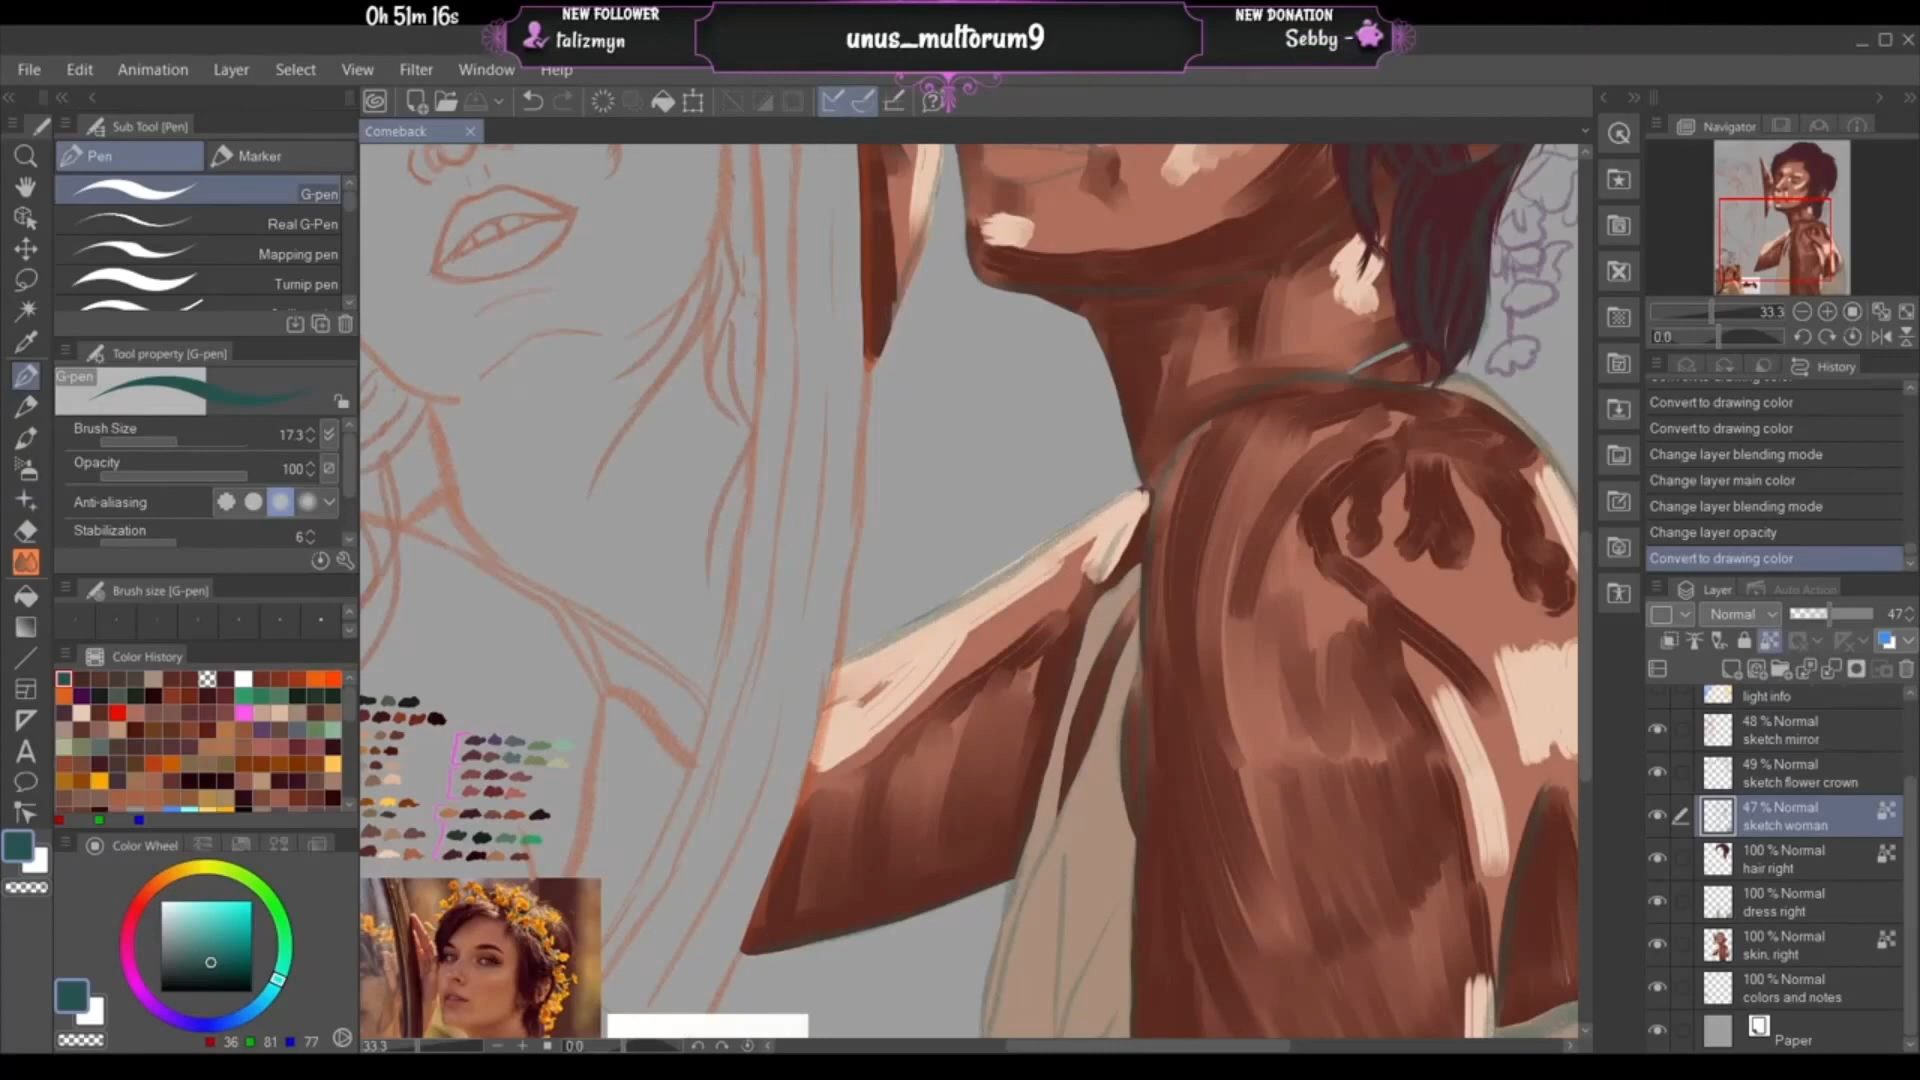 0h 51m 16s
NEW FOLLOWER
talizmyn
unus_multorum9
NEW DONATION
Sebby -
File Edit Animation Layer Select View Filter Window Help
Sub Tool [Pen]
Comeback
Navigator
Pen
Marker
G-pen
Real G-Pen
Mapping pen
Turnip pen
33.3
0.0
Tool property [G-pen]
History
G-pen
Convert to drawing color
Convert to drawing color
Change layer blending mode
Change layer main color
Change layer blending mode
Change layer opacity
Convert to drawing color
Brush Size 17.3
Opacity 100
Anti-aliasing
Stabilization 6
Brush size [G-pen]
Layer
Auto Action
Normal 47
Color History
light info
48 % Normal
sketch mirror
49 % Normal
sketch flower crown
47 % Normal
sketch woman
100 % Normal
hair right
100 % Normal
dress right
100 % Normal
skin, right
100 % Normal
colors and notes
Paper
Color Wheel
36 81 77
33.3
0.0